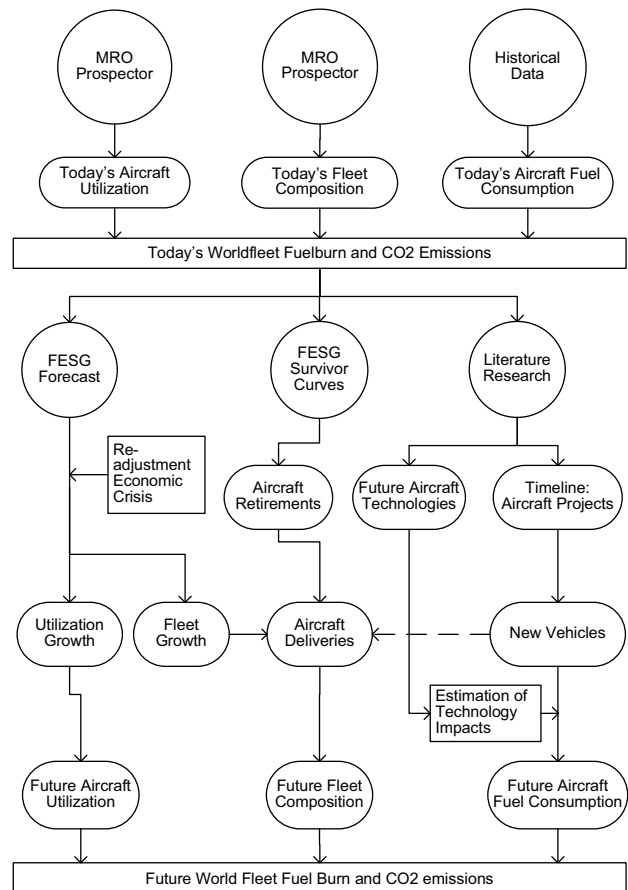 MRO
Prospector
MRO
Prospector
Historical
Data
Today's Aircraft
Utilization
Today's Fleet
Composition
Today's Aircraft Fuel
Consumption
Today's Worldfleet Fuelburn and CO2 Emissions
FESG
Forecast
FESG
Survivor
Curves
Literature
Research
Re-
adjustment
Economic
Crisis
Aircraft
Retirements
Future Aircraft
Technologies
Timeline:
Aircraft Projects
Utilization
Growth
Fleet
Growth
Aircraft
Deliveries
New Vehicles
Estimation of
Technology
Impacts
Future Aircraft
Utilization
Future Fleet
Composition
Future Aircraft
Fuel Consumption
Future World Fleet Fuel Burn and CO2 emissions